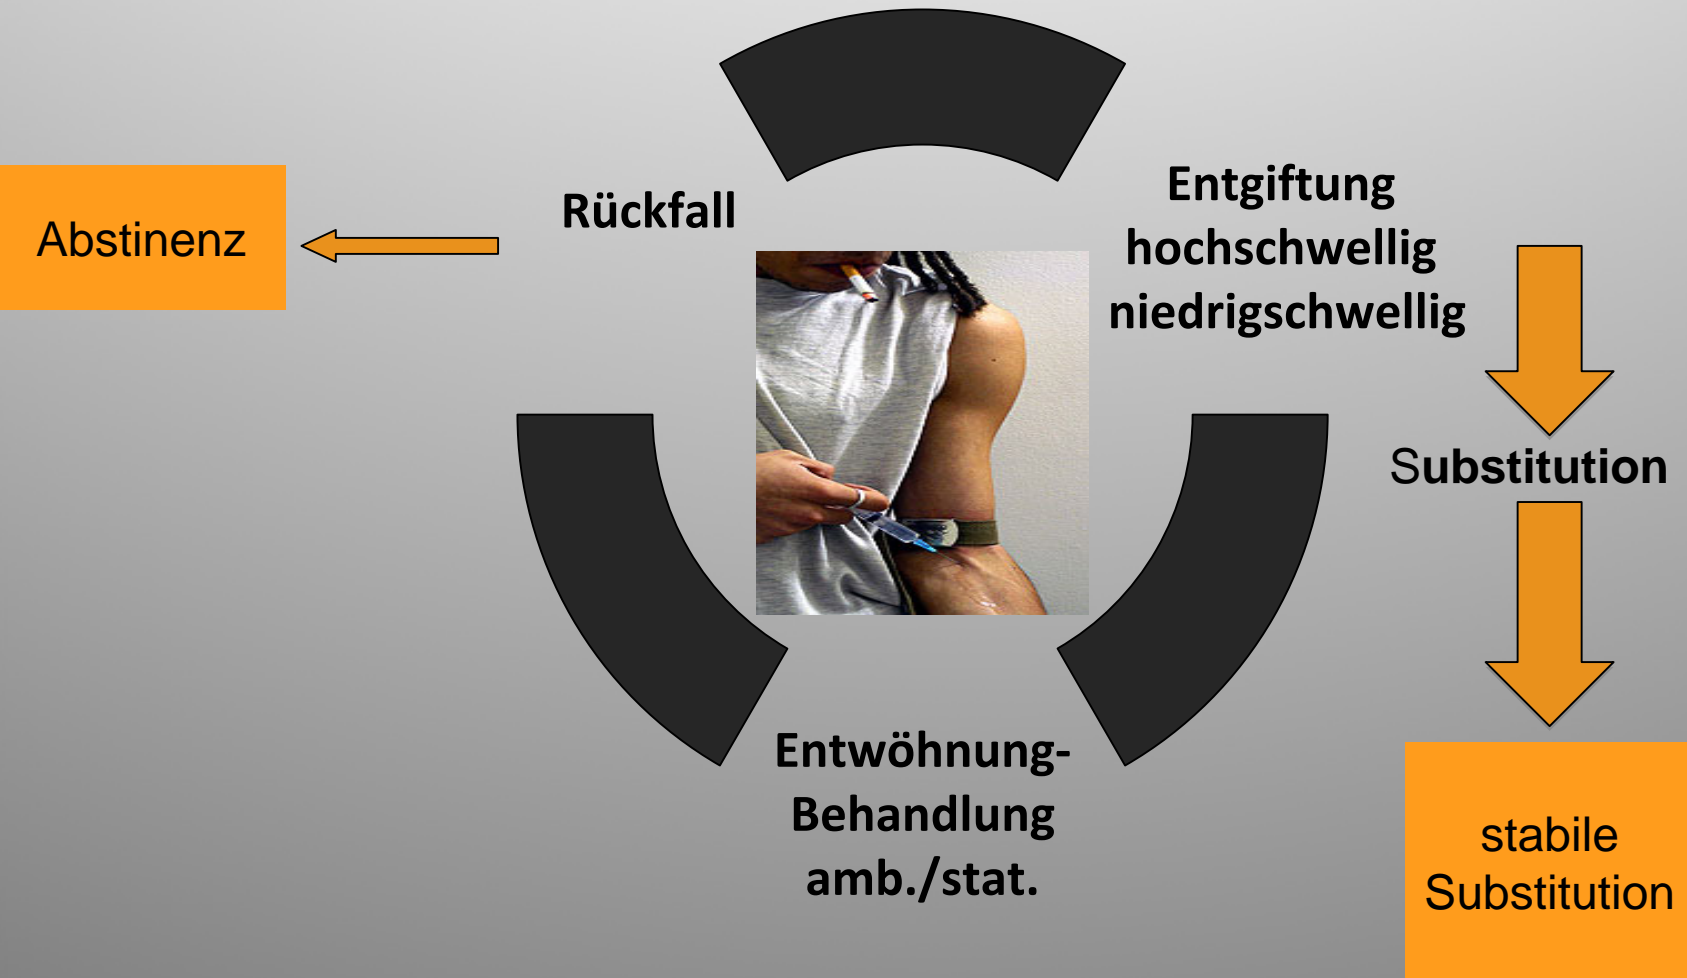 Abstinenz
Rückfall
Entgiftung
hochschwellig
niedrigschwellig
Substitution
Entwöhnung-
Behandlung
amb./stat.
stabile
Substitution